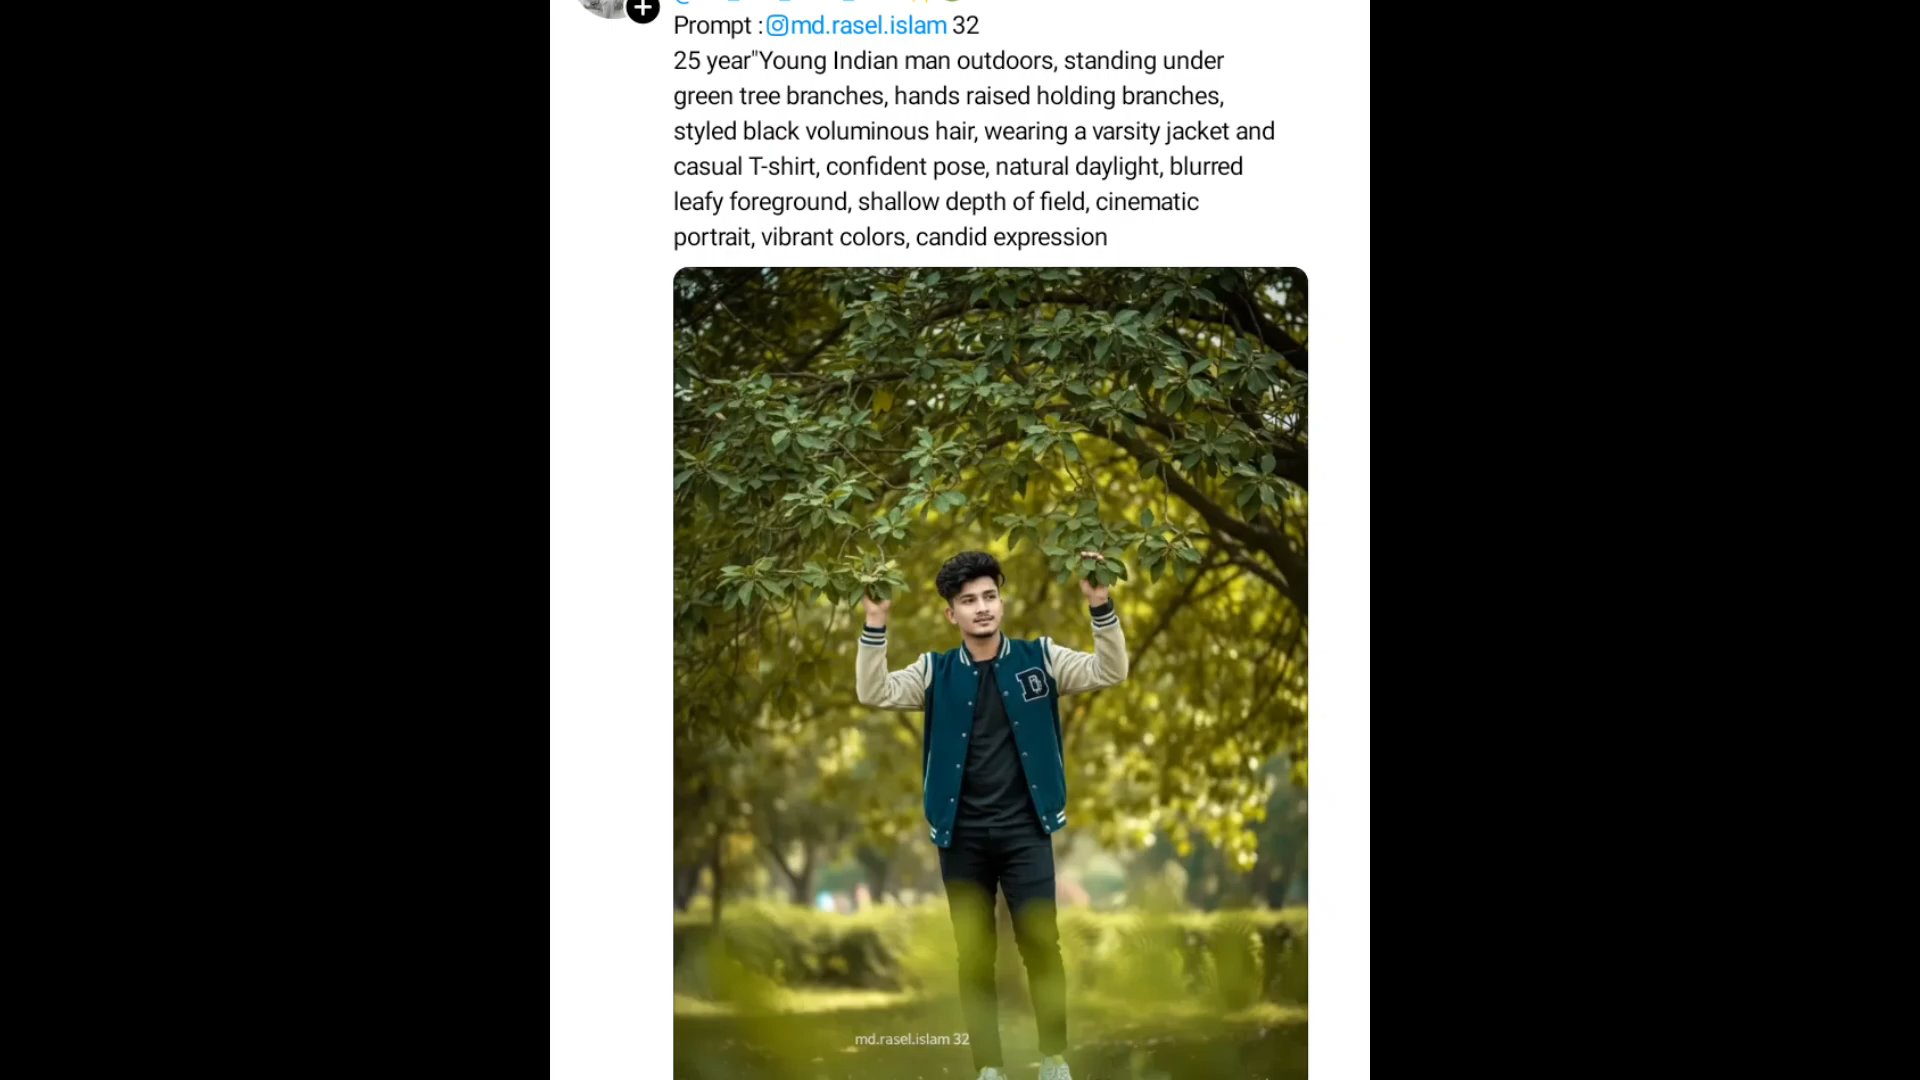 Prompt : md.rasel.islam 32
25 year"Young Indian man outdoors, standing under
green tree branches, hands raised holding branches,
styled black voluminous hair, wearing a varsity jacket and
casual T-shirt, confident pose, natural daylight, blurred
leafy foreground, shallow depth of field, cinematic
portrait, vibrant colors, candid expression
md.rasel.islam 32